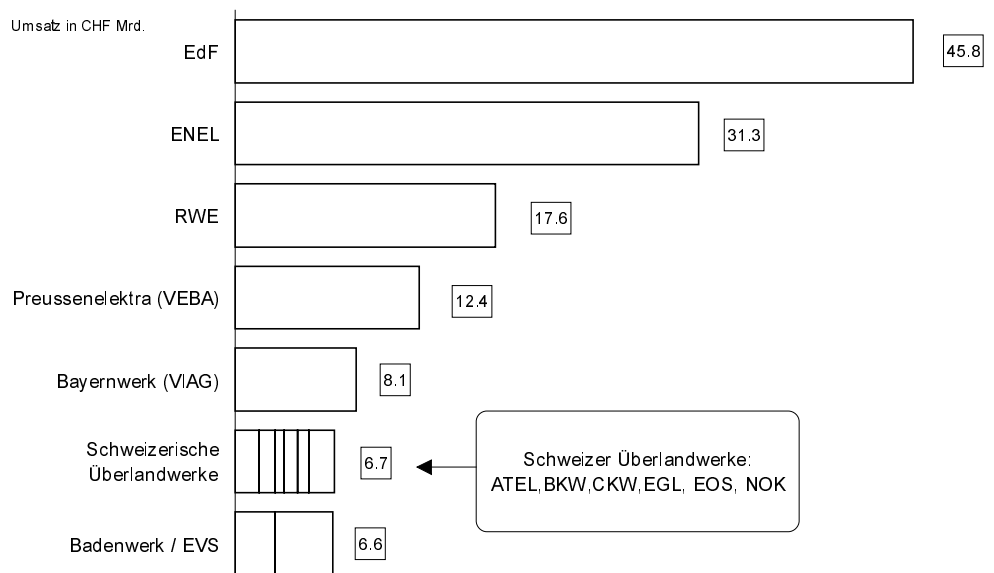 Umsatz in CHF Mrd.
EdF
45.8
ENEL
31.3
RWE
17.6
Preussenelektra (VEBA)
12.4
Bayernwerk (VIAG)
8.1
Schweizerische
Überlandwerke
6.7
Schweizer Überlandwerke:
ATEL,BKW,CKW,EGL, EOS, NOK
Badenwerk / EVS
6.6